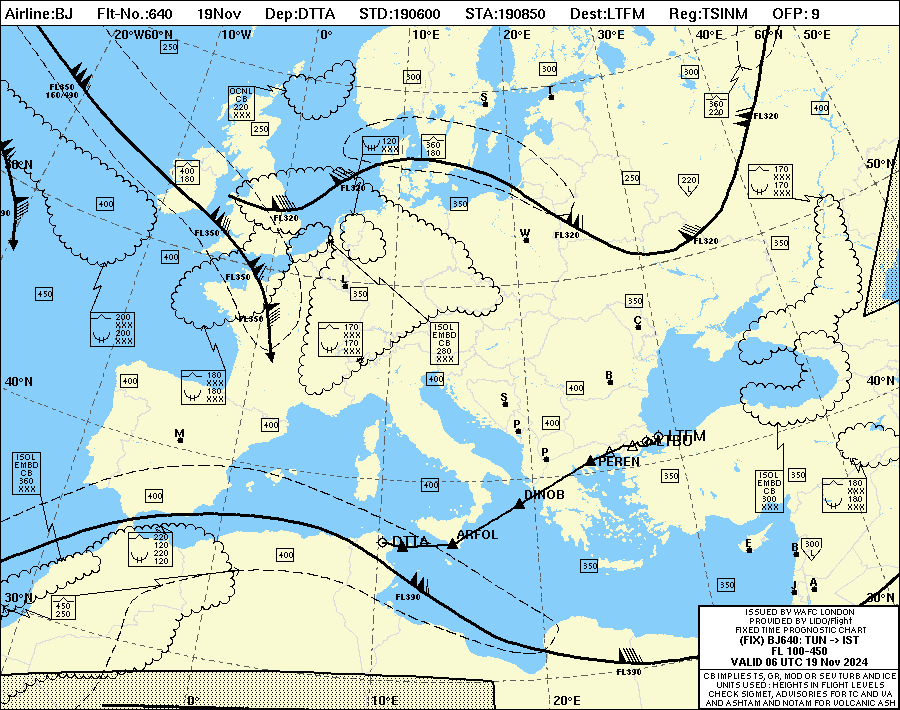 Airline:BJ Flt-No.:640 19Nov Dep:DTTA STD:190600 STA:190850 Dest:LTFM Reg:TSINM OFP: 9
20°W60°N 10°W 0° 10°E 20°E 30°E 40°E 60°N 50°E
250
300
300
300
FL350
160/490
OCNL
CB
220
XXX
360
220
400
S
T
FL320
250
120
XXX
360
180
50°N
50°N
400
180
250
220
L
170
XXX
170
XXX
FL320
400
350
FL320
90
FL350
W
FL320
FL320
350
400
FL350
450
L
350
350
FL350
C
200
XXX
200
XXX
170
XXX
170
XXX
ISOL
EMBD
CB
280
XXX
40°N
400
180
XXX
180
XXX
400
B
400
40°N
S
400
P
400
M
LTFM
LTBU
ISOL
EMBD
CB
360
XXX
P
PEREN
350
350
400
400
DINOB
ISOL
EMBD
CB
300
XXX
180
XXX
180
XXX
220
120
220
120
DTTA
ARFOL
400
E
B
300
L
350
30°N
450
250
FL390
350
J
A
30°N
FL390
0° 10°E 20°E
ISSUED BY WAFC LONDON
PROVIDED BY LIDO/Flight
FIXED TIME PROGNOSTIC CHART
(FIX) BJ640: TUN -> IST
FL 100-450
VALID 06 UTC 19 Nov 2024
CB IMPLIES TS, GR, MOD OR SEV TURB AND ICE
UNITS USED : HEIGHTS IN FLIGHT LEVELS
CHECK SIGMET, ADVISORIES FOR TC AND VA
AND ASHTAM AND NOTAM FOR VOLCANIC ASH